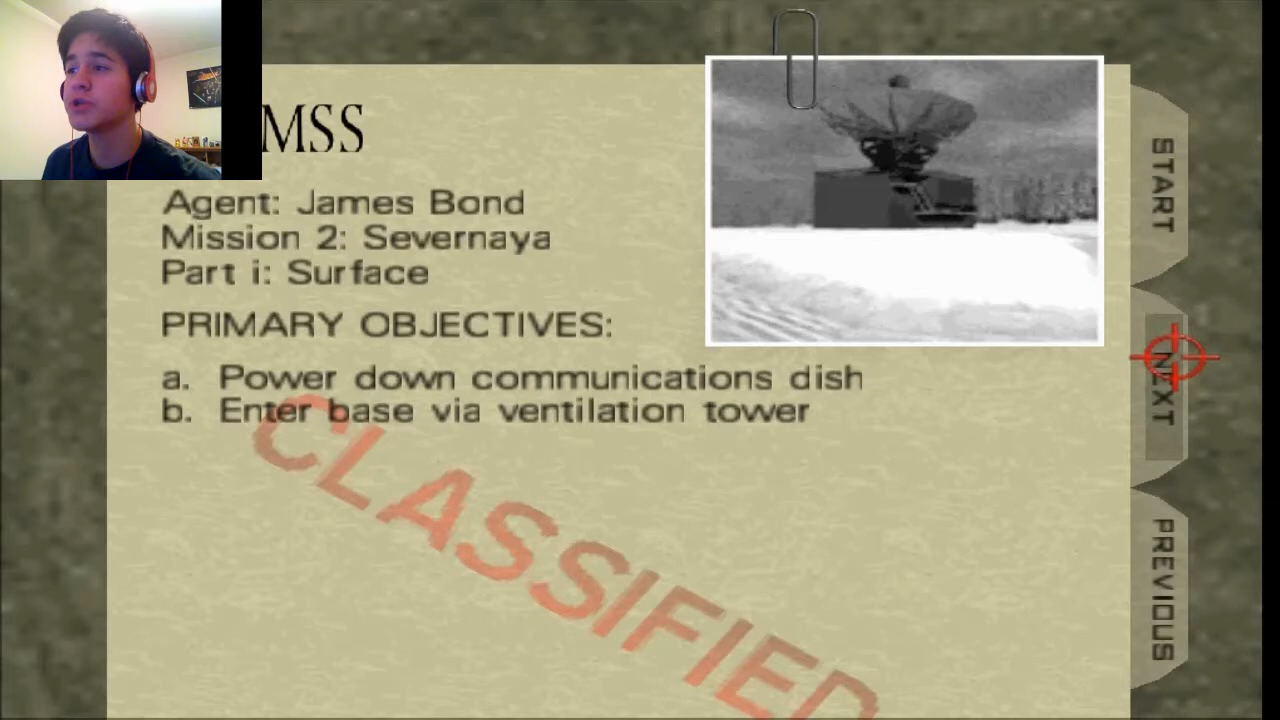 MSS
Agent: James Bond
Mission 2: Severnaya
Part i: Surface
PRIMARY OBJECTIVES:
a. Power down communications dish
b. Enter base via ventilation tower
CLASSIFIED
START
NEXT
PREVIOUS